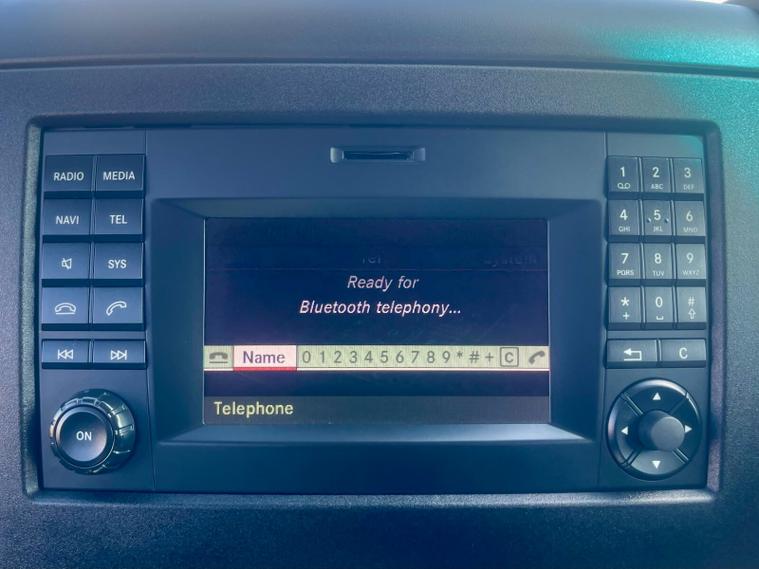 RADIO MEDIA
NAVI TEL
SYS
ON
Tel System
Ready for
Bluetooth telephony...
Name 0 1 2 3 4 5 6 7 8 9 * # + C
Telephone
1 2 3
ABC DEF
4 5 6
GHI JKL MNO
7 8 9
PQRS TUV WXYZ
* 0 #
+
C